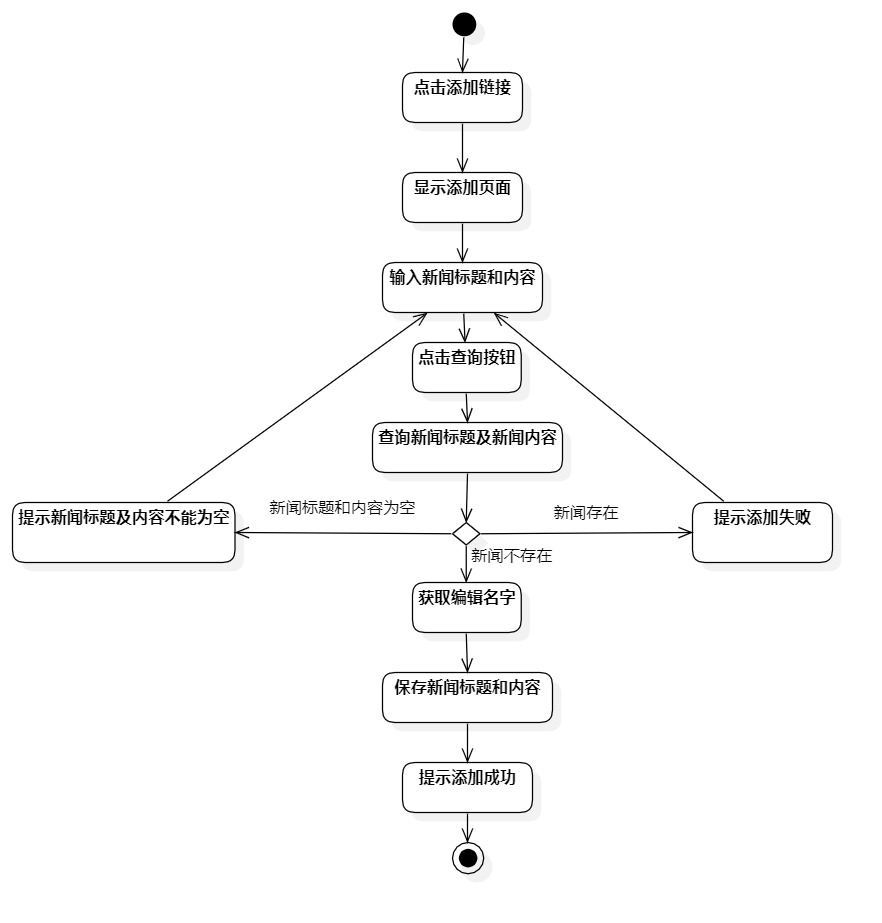 点击添加链接
显示添加页面
输入新闻标题和内容
点击查询按钮
查询新闻标题及新闻内容
新闻标题和内容为空
新闻存在
提示新闻标题及内容不能为空
提示添加失败
新闻不存在
获取编辑名字
保存新闻标题和内容
提示添加成功